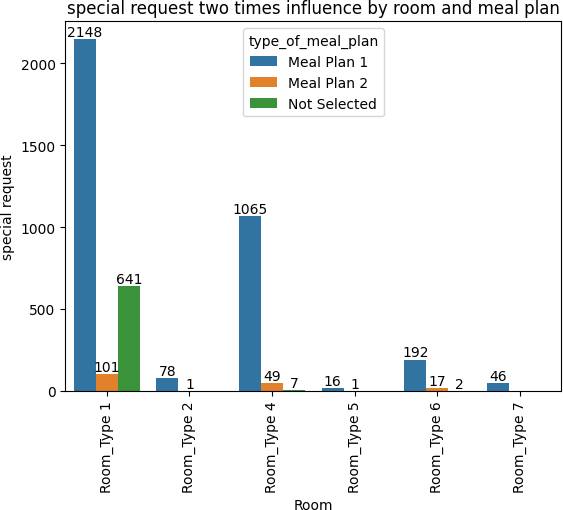 special request two times influence by room and meal plan
type_of_meal_plan
Meal Plan 1
Meal Plan 2
Not Selected
special request
2000
1500
1000
500
0
2148
101
641
78
1
1065
49
7
16
1
192
17
2
46
Room_Type 1
Room_Type 2
Room_Type 4
Room_Type 5
Room_Type 6
Room_Type 7
Room